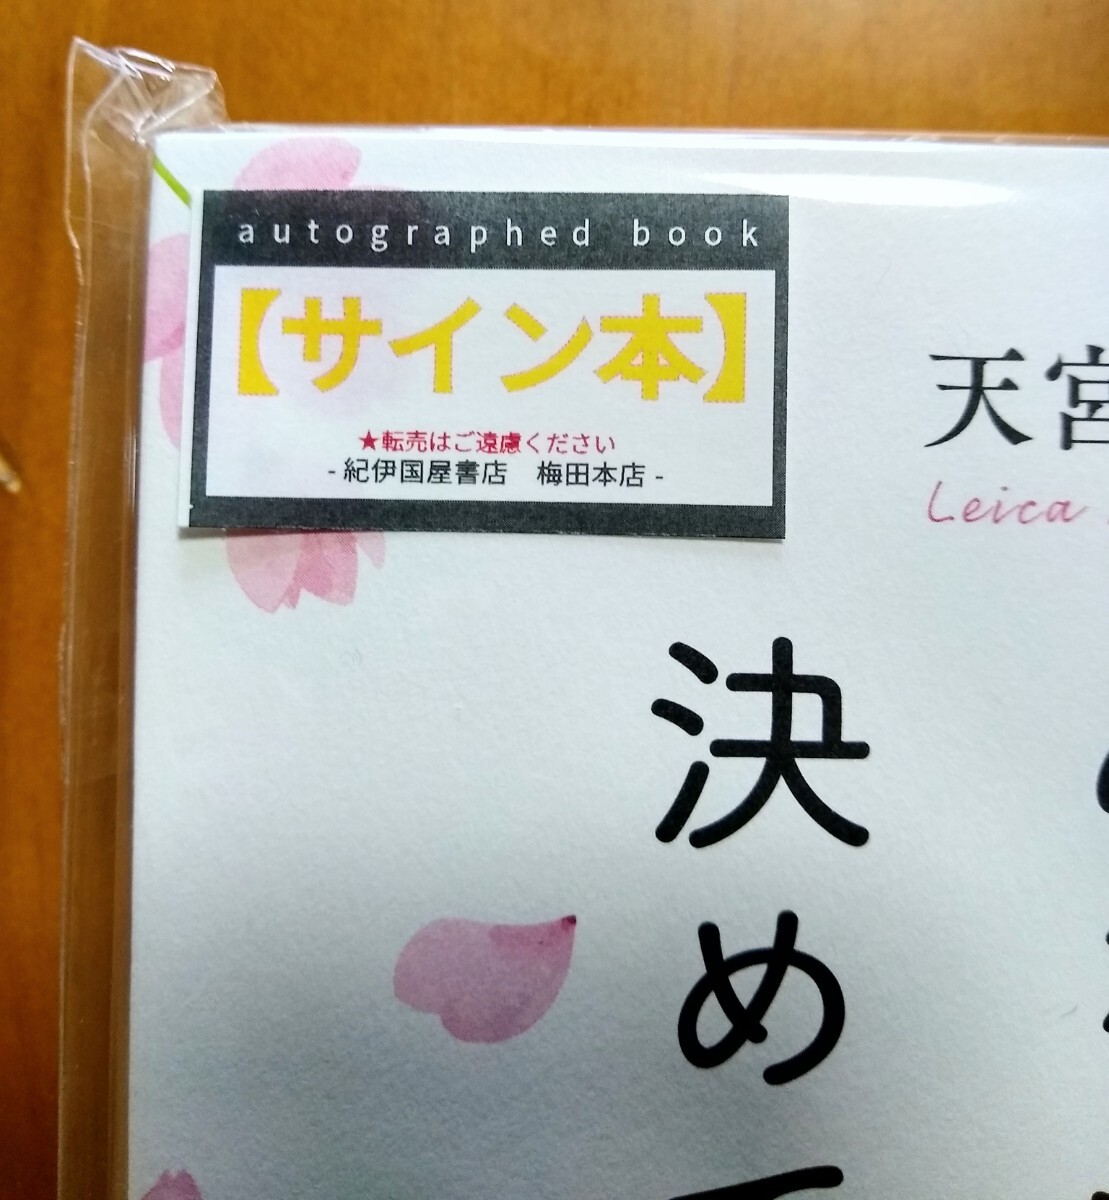 autographed book
【サイン本】
★転売はご遠慮ください
- 紀伊国屋書店　梅田本店 -
天宮
Leica
決め